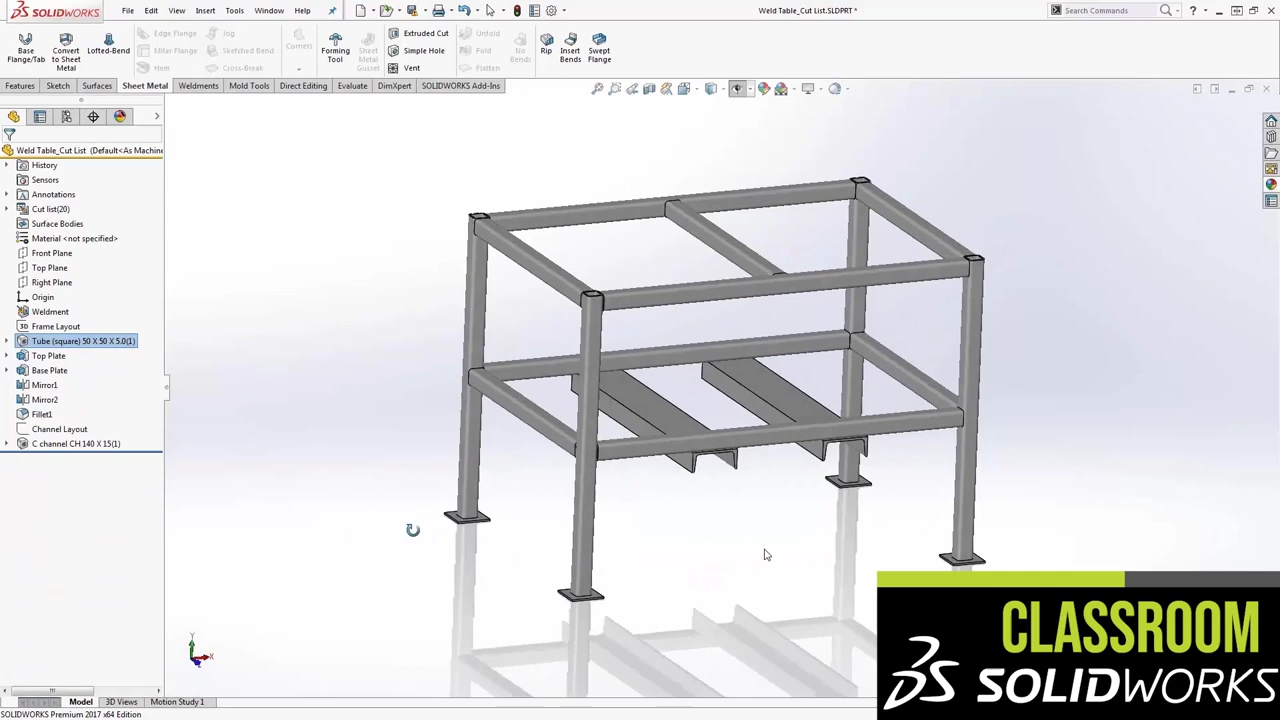 SOLIDWORKS File Edit View Insert Tools Window Help Weld Table_Cut List.SLDPRT * Search Commands
Base Flange/Tab
Convert to Sheet Metal
Lofted-Bend
Edge Flange
Miter Flange
Hem
Jog
Sketched Bend
Cross-Break
Corners
Forming Tool
Sheet Metal Gusset
Extruded Cut
Simple Hole
Vent
Unfold
Fold
Flatten
No Bends
Rip
Insert Bends
Swept Flange
Features Sketch Surfaces Sheet Metal Weldments Mold Tools Direct Editing Evaluate DimXpert SOLIDWORKS Add-Ins
Weld Table_Cut List (Default<As Machine
History
Sensors
Annotations
Cut list(20)
Surface Bodies
Material <not specified>
Front Plane
Top Plane
Right Plane
Origin
Weldment
3D Frame Layout
Tube (square) 50 X 50 X 5.0(1)
Top Plate
Base Plate
Mirror1
Mirror2
Fillet1
Channel Layout
C channel CH 140 X 15(1)
Y
X
CLASSROOM
SOLIDWORKS
Model 3D Views Motion Study 1
SOLIDWORKS Premium 2017 x64 Edition